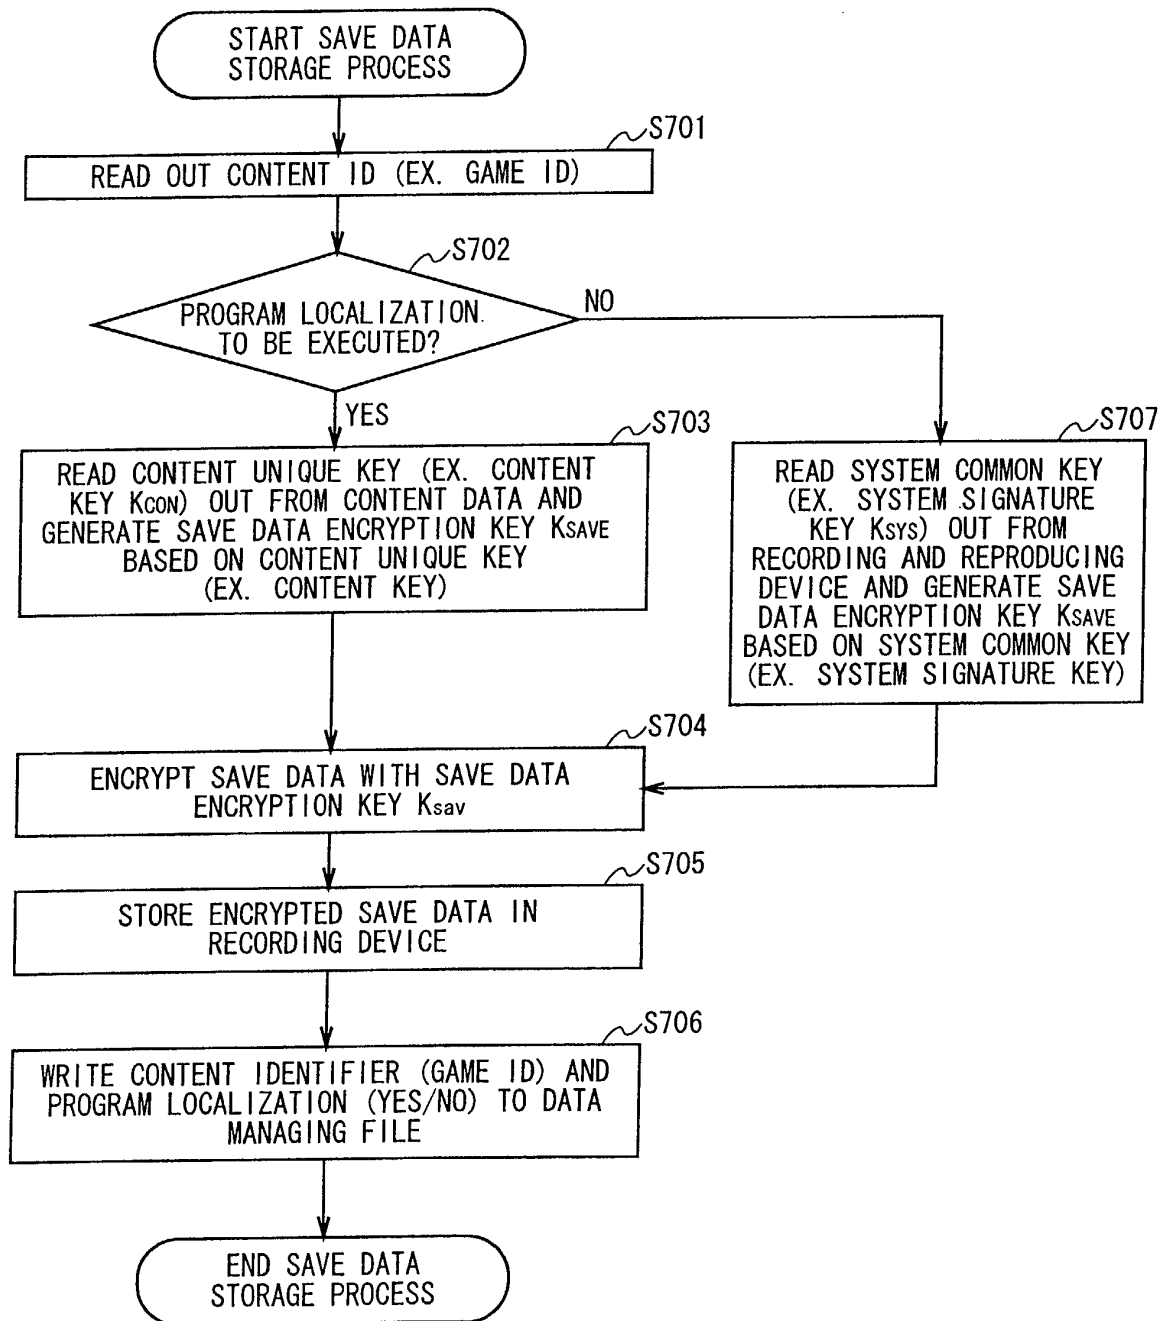 START SAVE DATA
STORAGE PROCESS
S701
READ OUT CONTENT ID (EX. GAME ID)
S702
PROGRAM LOCALIZATION
TO BE EXECUTED?
NO
YES
S703
READ CONTENT UNIQUE KEY (EX. CONTENT
KEY KCON) OUT FROM CONTENT DATA AND
GENERATE SAVE DATA ENCRYPTION KEY KSAVE
BASED ON CONTENT UNIQUE KEY
(EX. CONTENT KEY)
S707
READ SYSTEM COMMON KEY
(EX. SYSTEM SIGNATURE
KEY KSYS) OUT FROM
RECORDING AND REPRODUCING
DEVICE AND GENERATE SAVE
DATA ENCRYPTION KEY KSAVE
BASED ON SYSTEM COMMON KEY
(EX. SYSTEM SIGNATURE KEY)
S704
ENCRYPT SAVE DATA WITH SAVE DATA
ENCRYPTION KEY Ksav
S705
STORE ENCRYPTED SAVE DATA IN
RECORDING DEVICE
S706
WRITE CONTENT IDENTIFIER (GAME ID) AND
PROGRAM LOCALIZATION (YES/NO) TO DATA
MANAGING FILE
END SAVE DATA
STORAGE PROCESS